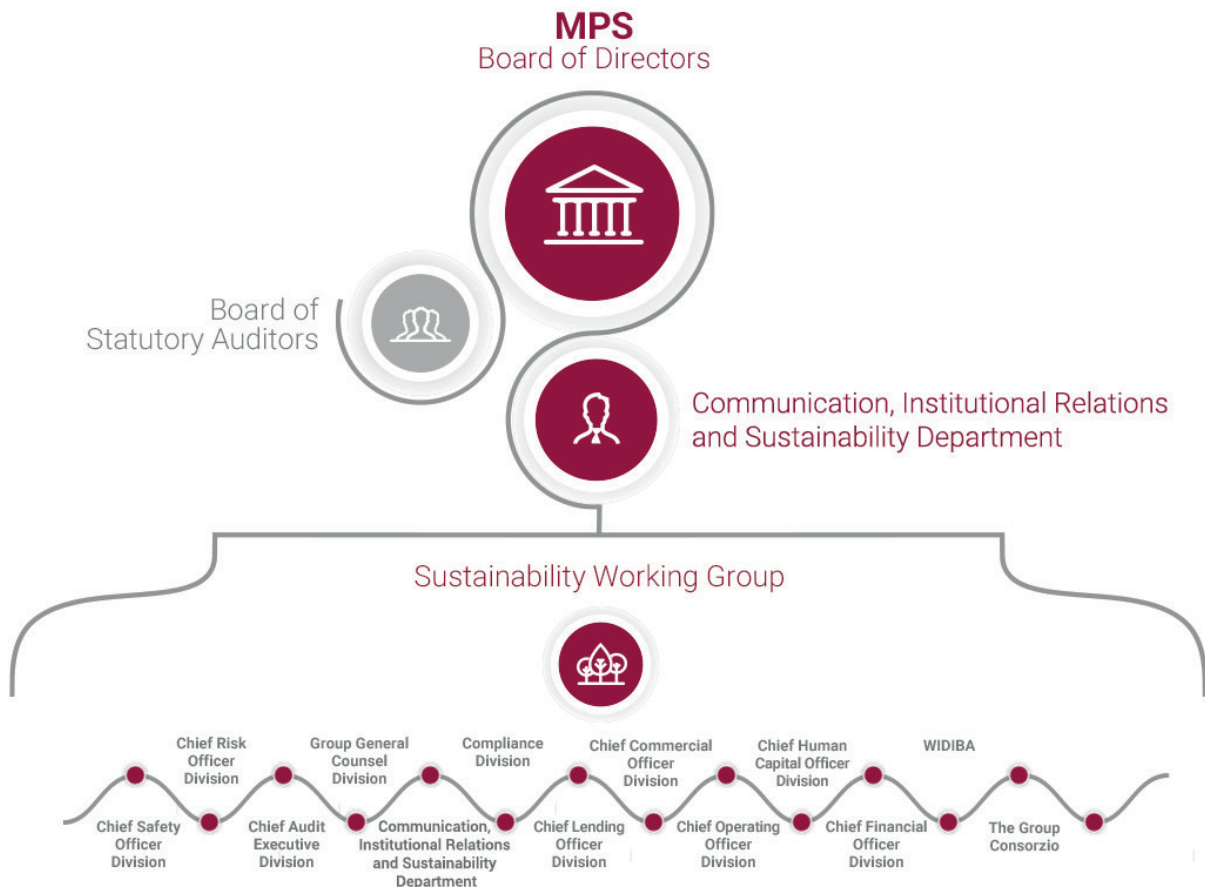 MPS
Board of Directors
Board of
Statutory Auditors
Communication, Institutional Relations
and Sustainability Department
Sustainability Working Group
Chief Risk
Officer
Division
Group General
Counsel
Division
Compliance
Division
Chief Commercial
Officer
Division
Chief Human
Capital Officer
Division
WIDIBA
Chief Safety
Officer
Division
Chief Audit
Executive
Division
Communication,
Institutional Relations
and Sustainability
Department
Chief Lending
Officer
Division
Chief Operating
Officer
Division
Chief Financial
Officer
Division
The Group
Consorzio